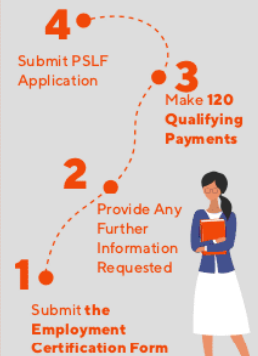 4
Submit PSLF
Application
3
Make 120
Qualifying
Payments
2
Provide Any
Further
Information
Requested
1
Submit the
Employment
Certification Form